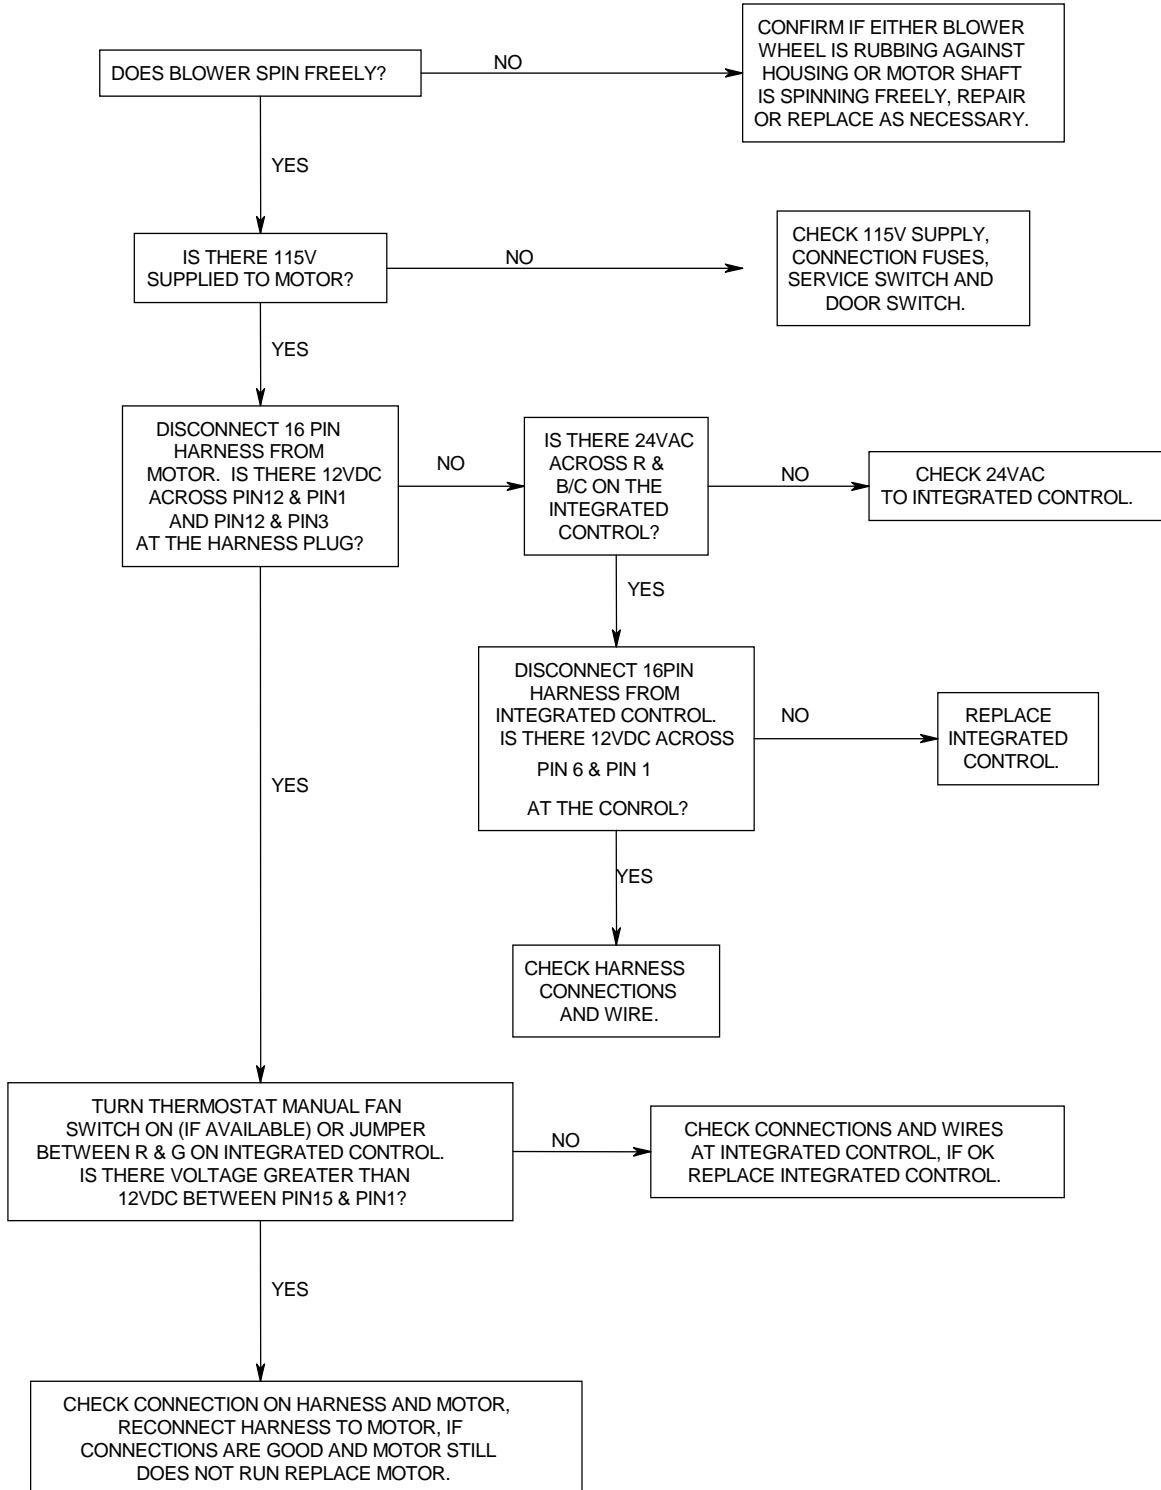 DOES BLOWER SPIN FREELY?
NO
CONFIRM IF EITHER BLOWER
WHEEL IS RUBBING AGAINST
HOUSING OR MOTOR SHAFT
IS SPINNING FREELY, REPAIR
OR REPLACE AS NECESSARY.
YES
IS THERE 115V
SUPPLIED TO MOTOR?
NO
CHECK 115V SUPPLY,
CONNECTION FUSES,
SERVICE SWITCH AND
DOOR SWITCH.
YES
DISCONNECT 16 PIN
HARNESS FROM
MOTOR. IS THERE 12VDC
ACROSS PIN12 & PIN1
AND PIN12 & PIN3
AT THE HARNESS PLUG?
NO
IS THERE 24VAC
ACROSS R &
B/C ON THE
INTEGRATED
CONTROL?
NO
CHECK 24VAC
TO INTEGRATED CONTROL.
YES
DISCONNECT 16PIN
HARNESS FROM
INTEGRATED CONTROL.
IS THERE 12VDC ACROSS
PIN 6 & PIN 1
AT THE CONROL?
NO
REPLACE
INTEGRATED
CONTROL.
YES
YES
CHECK HARNESS
CONNECTIONS
AND WIRE.
TURN THERMOSTAT MANUAL FAN
SWITCH ON (IF AVAILABLE) OR JUMPER
BETWEEN R & G ON INTEGRATED CONTROL.
IS THERE VOLTAGE GREATER THAN
12VDC BETWEEN PIN15 & PIN1?
NO
CHECK CONNECTIONS AND WIRES
AT INTEGRATED CONTROL, IF OK
REPLACE INTEGRATED CONTROL.
YES
CHECK CONNECTION ON HARNESS AND MOTOR,
RECONNECT HARNESS TO MOTOR, IF
CONNECTIONS ARE GOOD AND MOTOR STILL
DOES NOT RUN REPLACE MOTOR.